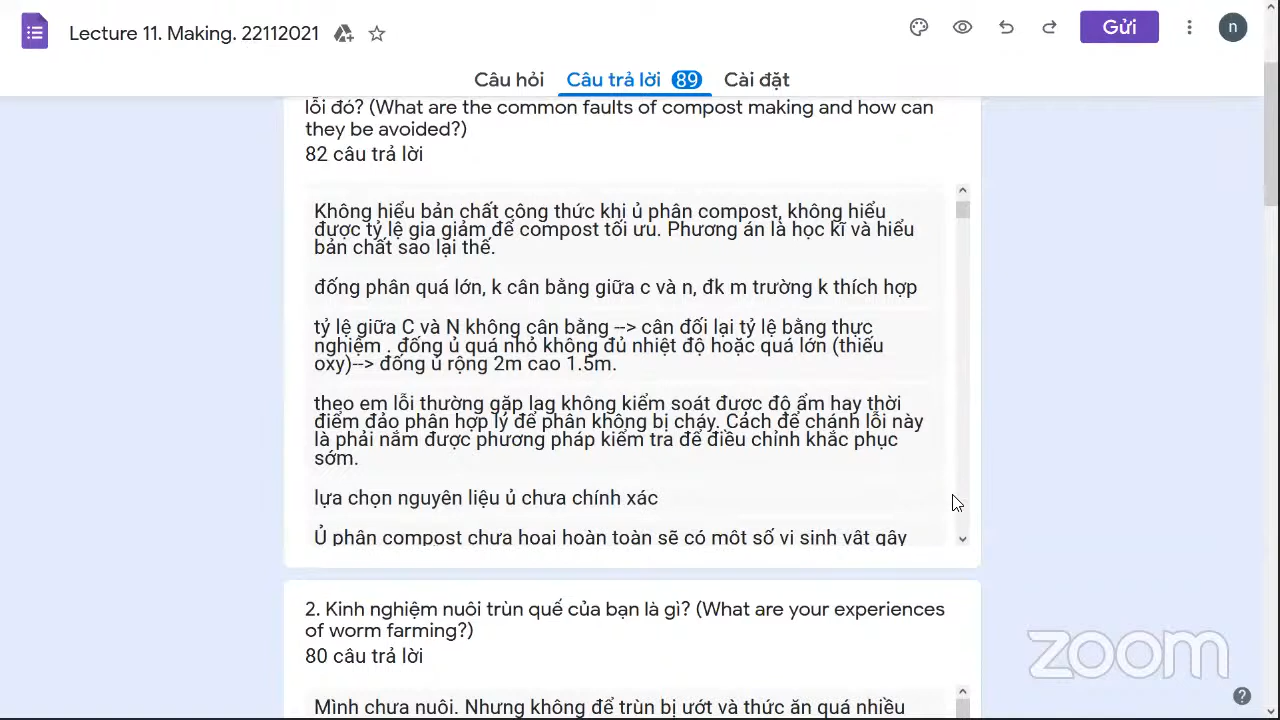 Lecture 11. Making. 22112021
Gửi
n
Câu hỏi
Câu trả lời 89
Cài đặt
lỗi đó? (What are the common faults of compost making and how can
they be avoided?)
82 câu trả lời
Không hiểu bản chất công thức khi ủ phân compost, không hiểu
được tỷ lệ gia giảm để compost tối ưu. Phương án là học kĩ và hiểu
bản chất sao lại thế.
đống phân quá lớn, k cân bằng giữa c và n, đk m trường k thích hợp
tỷ lệ giữa C và N không cân bằng --> cân đối lại tỷ lệ bằng thực
nghiệm . đống ủ quá nhỏ không đủ nhiệt độ hoặc quá lớn (thiếu
oxy)--> đống ủ rộng 2m cao 1.5m.
theo em lỗi thường gặp lag không kiểm soát được độ ẩm hay thời
điểm đảo phân hợp lý để phân không bị cháy. Cách để chánh lỗi này
là phải nắm được phương pháp kiểm tra để điều chỉnh khắc phục
sớm.
lựa chọn nguyên liệu ủ chưa chính xác
Ủ phân compost chưa hoai hoàn toàn sẽ có một số vi sinh vật gây
2. Kinh nghiệm nuôi trùn quế của bạn là gì? (What are your experiences
of worm farming?)
80 câu trả lời
Mình chưa nuôi. Nhưng không để trùn bị ướt và thức ăn quá nhiều
zoom